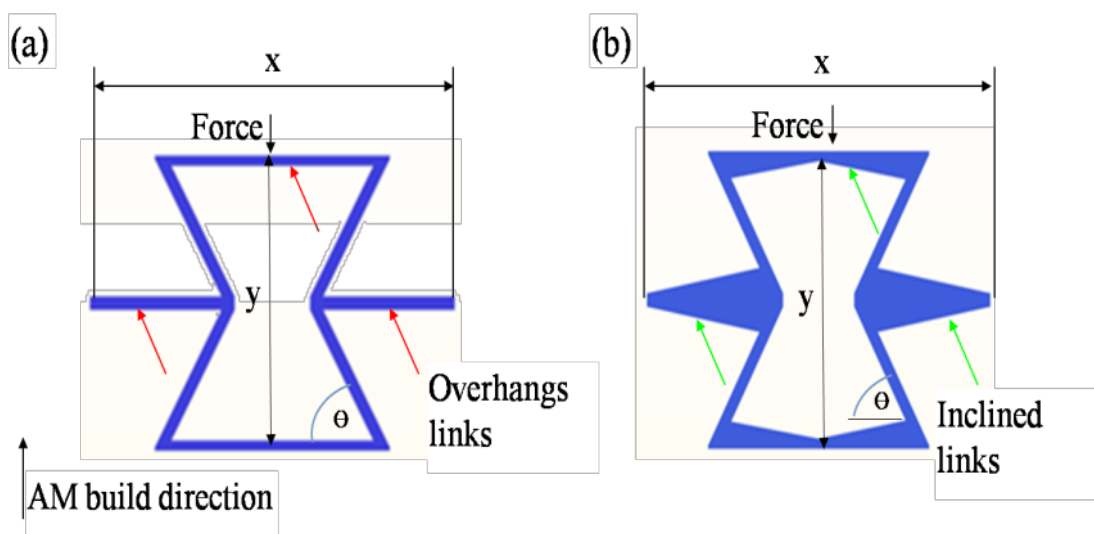 (a)
x
Force
y
θ
Overhangs
links
AM build direction
(b)
x
Force
y
θ
Inclined
links